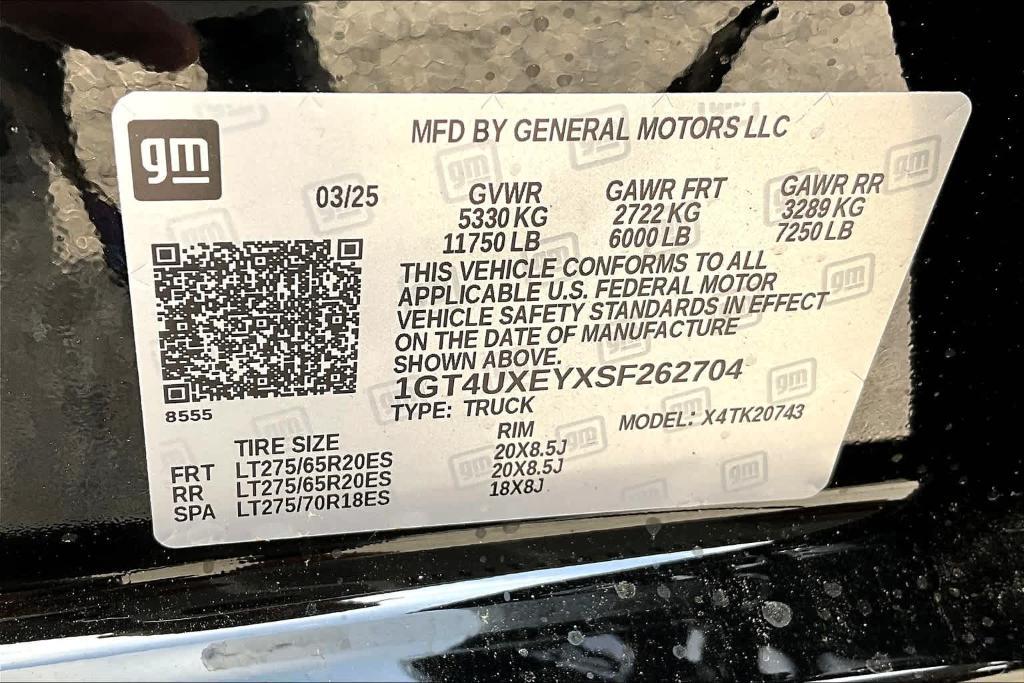 gm
MFD BY GENERAL MOTORS LLC
03/25
GVWR GAWR FRT GAWR RR
5330 KG 2722 KG 3289 KG
11750 LB 6000 LB 7250 LB
THIS VEHICLE CONFORMS TO ALL
APPLICABLE U.S. FEDERAL MOTOR
VEHICLE SAFETY STANDARDS IN EFFECT
ON THE DATE OF MANUFACTURE
SHOWN ABOVE.
1GT4UXEYXSF262704
8555
TYPE: TRUCK MODEL: X4TK20743
TIRE SIZE RIM
FRT LT275/65R20ES 20X8.5J
RR LT275/65R20ES 20X8.5J
SPA LT275/70R18ES 18X8J